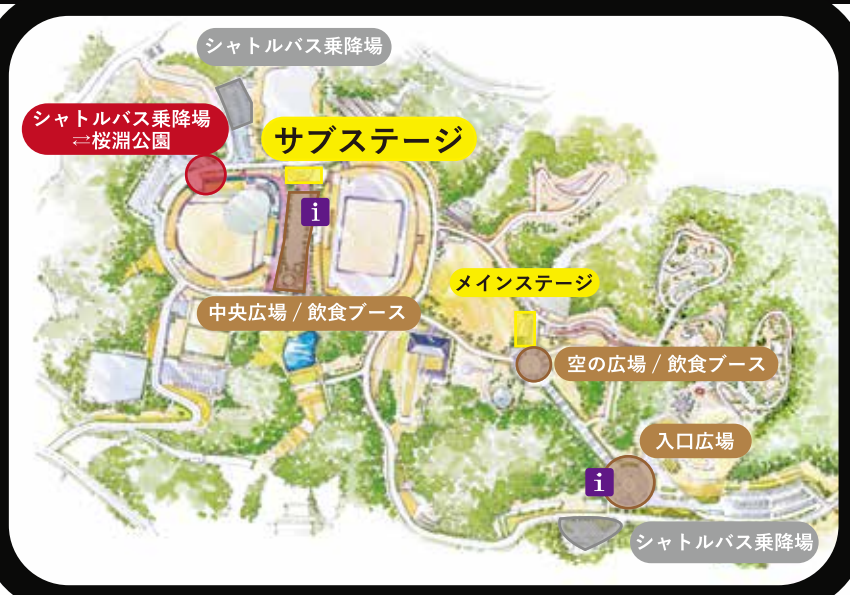 シャトルバス乗降場
シャトルバス乗降場
⇄桜淵公園
サブステージ
i
メインステージ
中央広場 / 飲食ブース
空の広場 / 飲食ブース
入口広場
i
シャトルバス乗降場